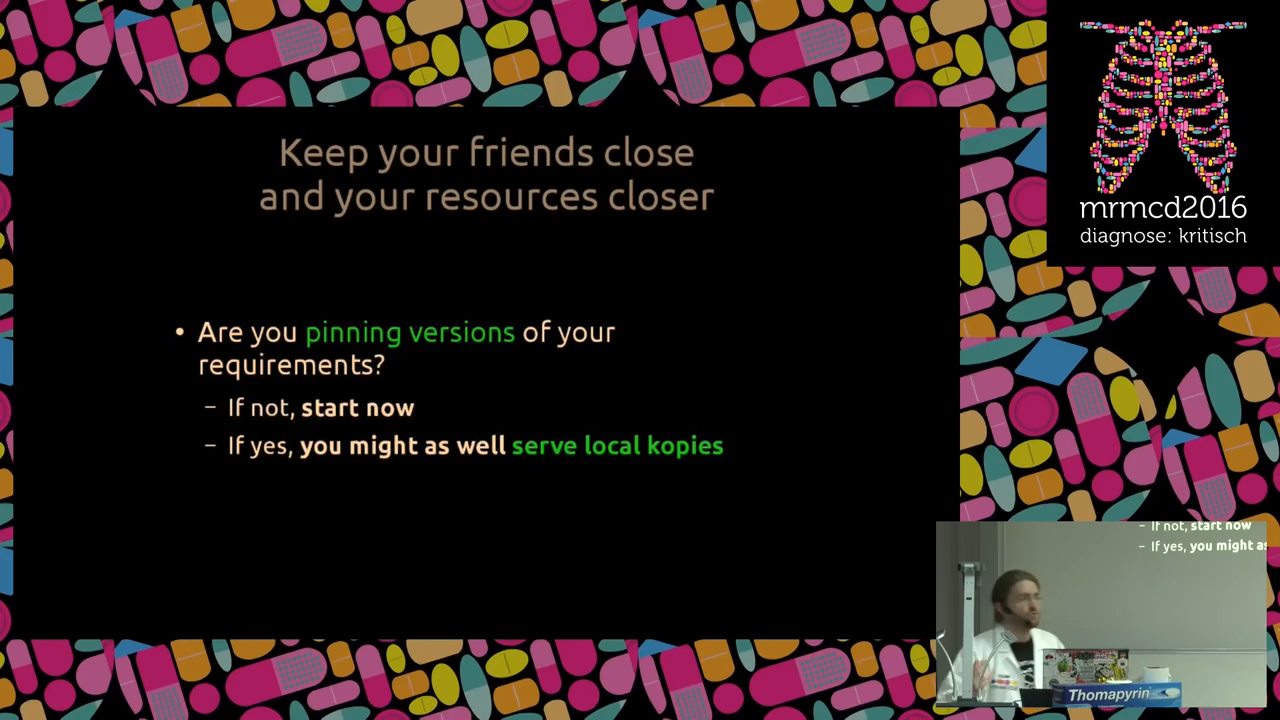 Keep your friends close
and your resources closer
• Are you pinning versions of your
requirements?
– If not, start now
– If yes, you might as well serve local kopies
mrmcd2016
diagnose: kritisch
– If not, start now
– If yes, you might as
Thomapyrin